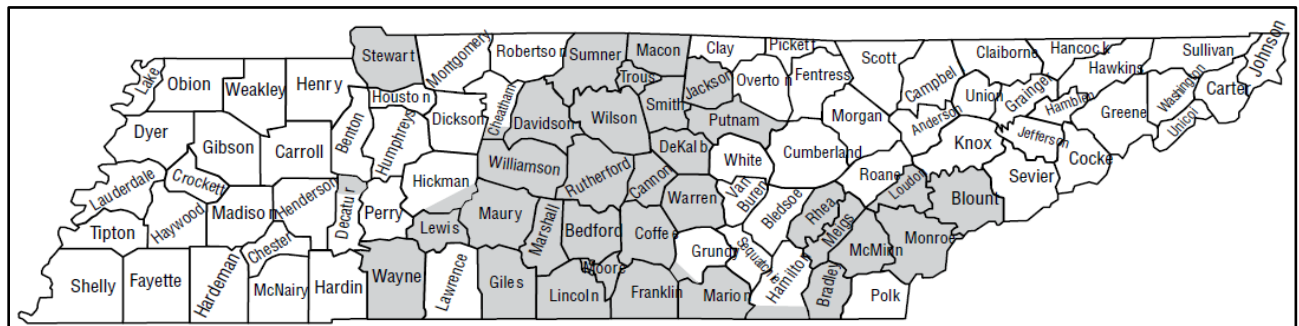 Stewart
Montgomery
Robertson
Sumner
Macon
Clay
Pickett
Scott
Claiborne
Hancock
Sullivan
Johnson
Lake
Obion
Weakley
Henry
Houston
Cheatham
Trous
Jackson
Overton
Fentress
Campbel
Union
Grainger
Hawkins
Hamblen
Greene
Washington
Carter
Unicoi
Dyer
Gibson
Carroll
Benton
Humphreys
Dickson
Davidson
Wilson
Smith
Putnam
Morgan
Anderson
Knox
Jefferson
Cocke
Sevier
Lauderdale
Crockett
Haywood
Madison
Henderson
Decatur
Perry
Hickman
Williamson
Rutherford
Cannon
DeKalb
White
Van
Buren
Cumberland
Bledsoe
Roane
Loudon
Blount
Tipton
Chester
Lewis
Maury
Marshall
Bedford
Coffee
Warren
Grundy
Sequatchie
Rhea
Meigs
McMinn
Monroe
Shelly
Fayette
Hardeman
McNairy
Hardin
Wayne
Lawrence
Giles
Lincoln
Moore
Franklin
Marion
Hamilton
Bradley
Polk